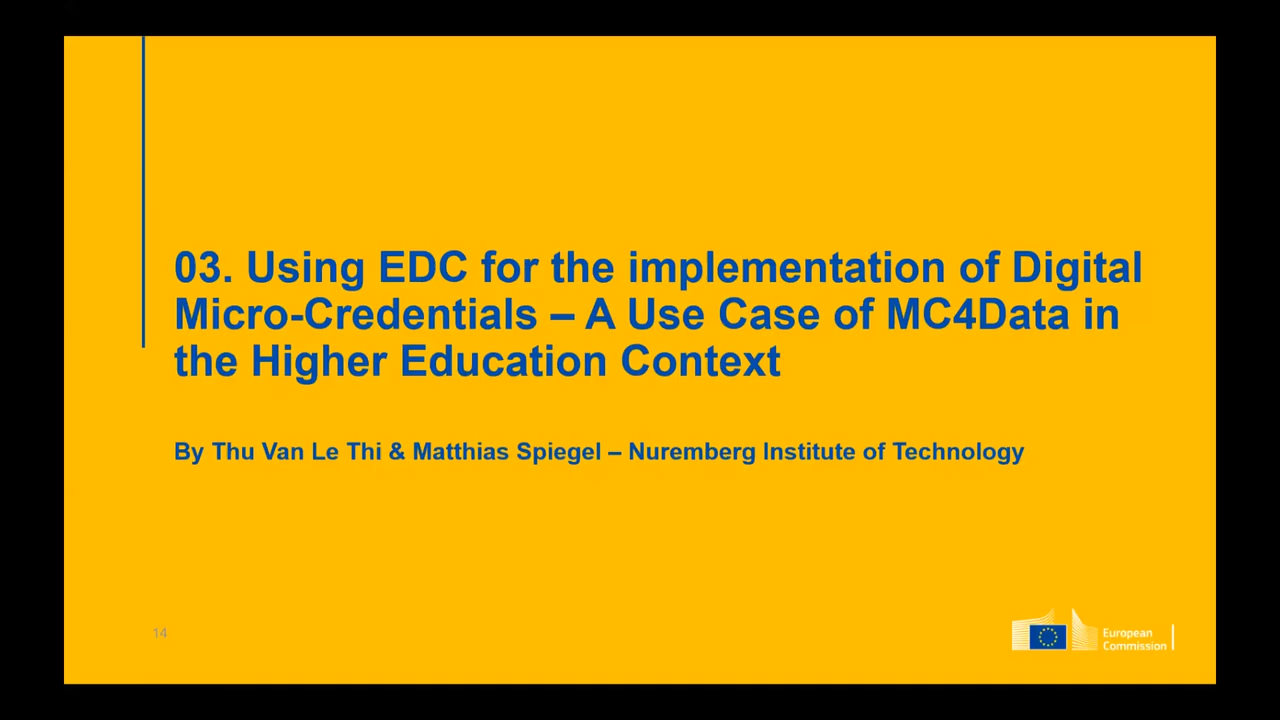 03. Using EDC for the implementation of Digital
Micro-Credentials – A Use Case of MC4Data in
the Higher Education Context
By Thu Van Le Thi & Matthias Spiegel – Nuremberg Institute of Technology
14
European
Commission